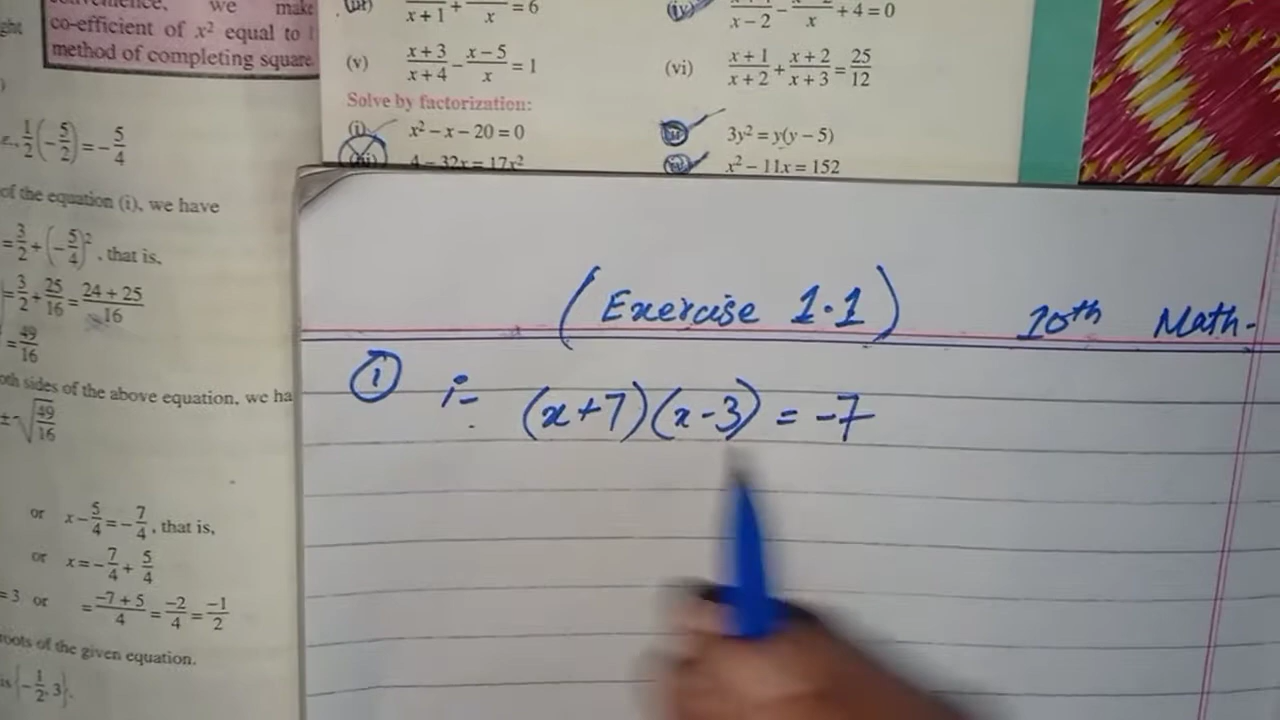 we make
co-efficient of x² equal to 1
method of completing square
1/2(-5/2) = -5/4
of the equation (i), we have
= 3/2 + (-5/4)², that is,
= 3/2 + 25/16 = (24 + 25)/16
= 49/16
sides of the above equation, we ha
± √(49/16)
or x - 5/4 = -7/4, that is,
or x = -7/4 + 5/4
= 3 or = (-7 + 5)/4 = -2/4 = -1/2
roots of the given equation.
is {-1/2, 3}.
x+1 + x = 6
x-2 - x + 4 = 0
(v) (x+3)/(x+4) - (x-5)/x = 1
(vi) (x+1)/(x+2) + (x+2)/(x+3) = 25/12
Solve by factorization:
(i) x² - x - 20 = 0
3y² = y(y - 5)
4 - 32x = 17x²
x² - 11x = 152
(Exercise 1.1) 10th Math-
① i- (x+7)(x-3) = -7